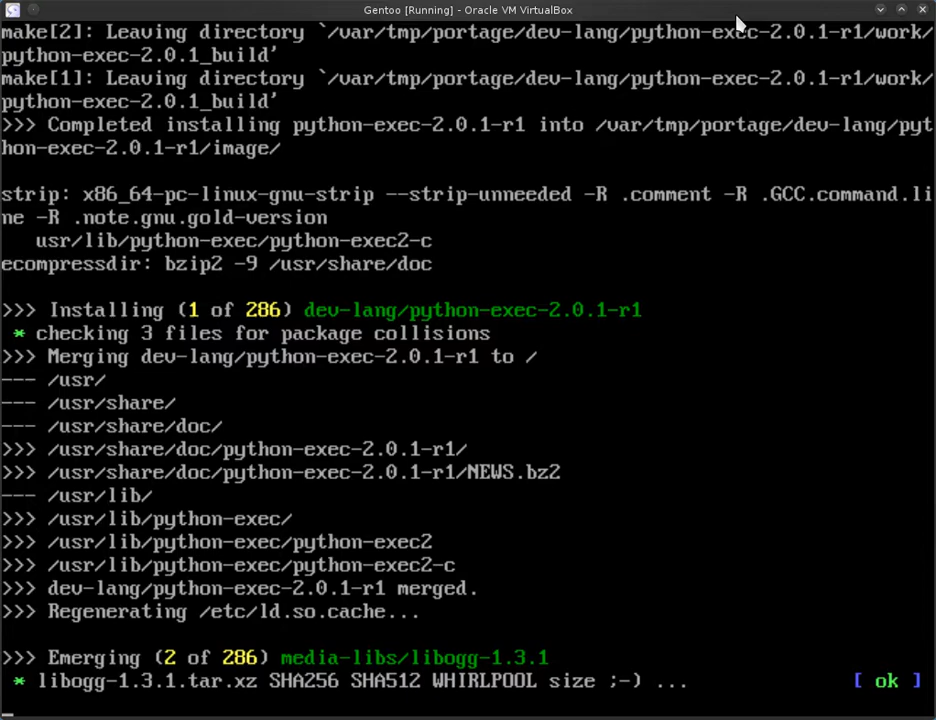 Gentoo [Running] - Oracle VM VirtualBox
make[2]: Leaving directory `/var/tmp/portage/dev-lang/python-exec-2.0.1-r1/work/
python-exec-2.0.1_build'
make[1]: Leaving directory `/var/tmp/portage/dev-lang/python-exec-2.0.1-r1/work/
python-exec-2.0.1_build'
>>> Completed installing python-exec-2.0.1-r1 into /var/tmp/portage/dev-lang/pyt
hon-exec-2.0.1-r1/image/
strip: x86_64-pc-linux-gnu-strip --strip-unneeded -R .comment -R .GCC.command.li
ne -R .note.gnu.gold-version
usr/lib/python-exec/python-exec2-c
ecompressdir: bzip2 -9 /usr/share/doc
>>> Installing (1 of 286) dev-lang/python-exec-2.0.1-r1
* checking 3 files for package collisions
>>> Merging dev-lang/python-exec-2.0.1-r1 to /
--- /usr/
--- /usr/share/
--- /usr/share/doc/
>>> /usr/share/doc/python-exec-2.0.1-r1/
>>> /usr/share/doc/python-exec-2.0.1-r1/NEWS.bz2
--- /usr/lib/
>>> /usr/lib/python-exec/
>>> /usr/lib/python-exec/python-exec2
>>> /usr/lib/python-exec/python-exec2-c
>>> dev-lang/python-exec-2.0.1-r1 merged.
>>> Regenerating /etc/ld.so.cache...
>>> Emerging (2 of 286) media-libs/libogg-1.3.1
* libogg-1.3.1.tar.xz SHA256 SHA512 WHIRLPOOL size ;-) ... [ ok ]